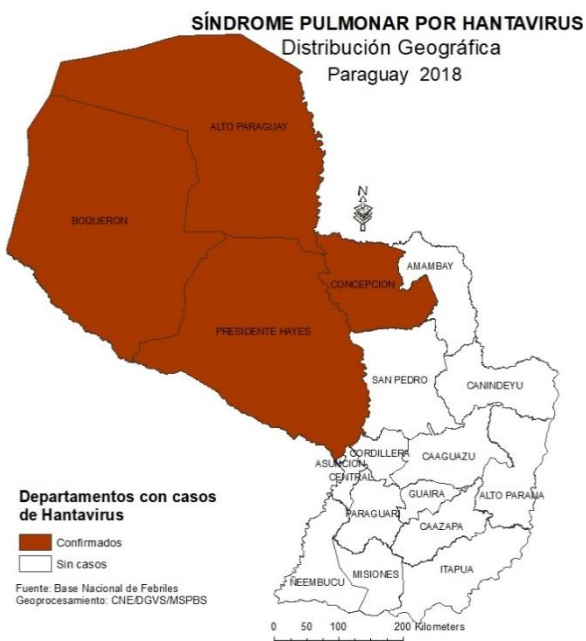 SÍNDROME PULMONAR POR HANTAVIRUS
Distribución Geográfica
Paraguay 2018
ALTO PARAGUAY
N
BOQUERON
AMAMBAY
CONCEPCION
PRESIDENTE HAYES
SAN PEDRO
CANINDEYU
CORDILLERA
CAAGUAZU
ASUNCION
CENTRAL
GUAIRA
ALTO PARANA
PARAGUARI
CAAZAPA
MISIONES
ITAPUA
ÑEEMBUCU
Departamentos con casos
de Hantavirus
Confirmados
Sin casos
Fuente: Base Nacional de Febriles
Geoprocesamiento: CNE/DGVS/MSPBS
0 50 100 200 Kilometers